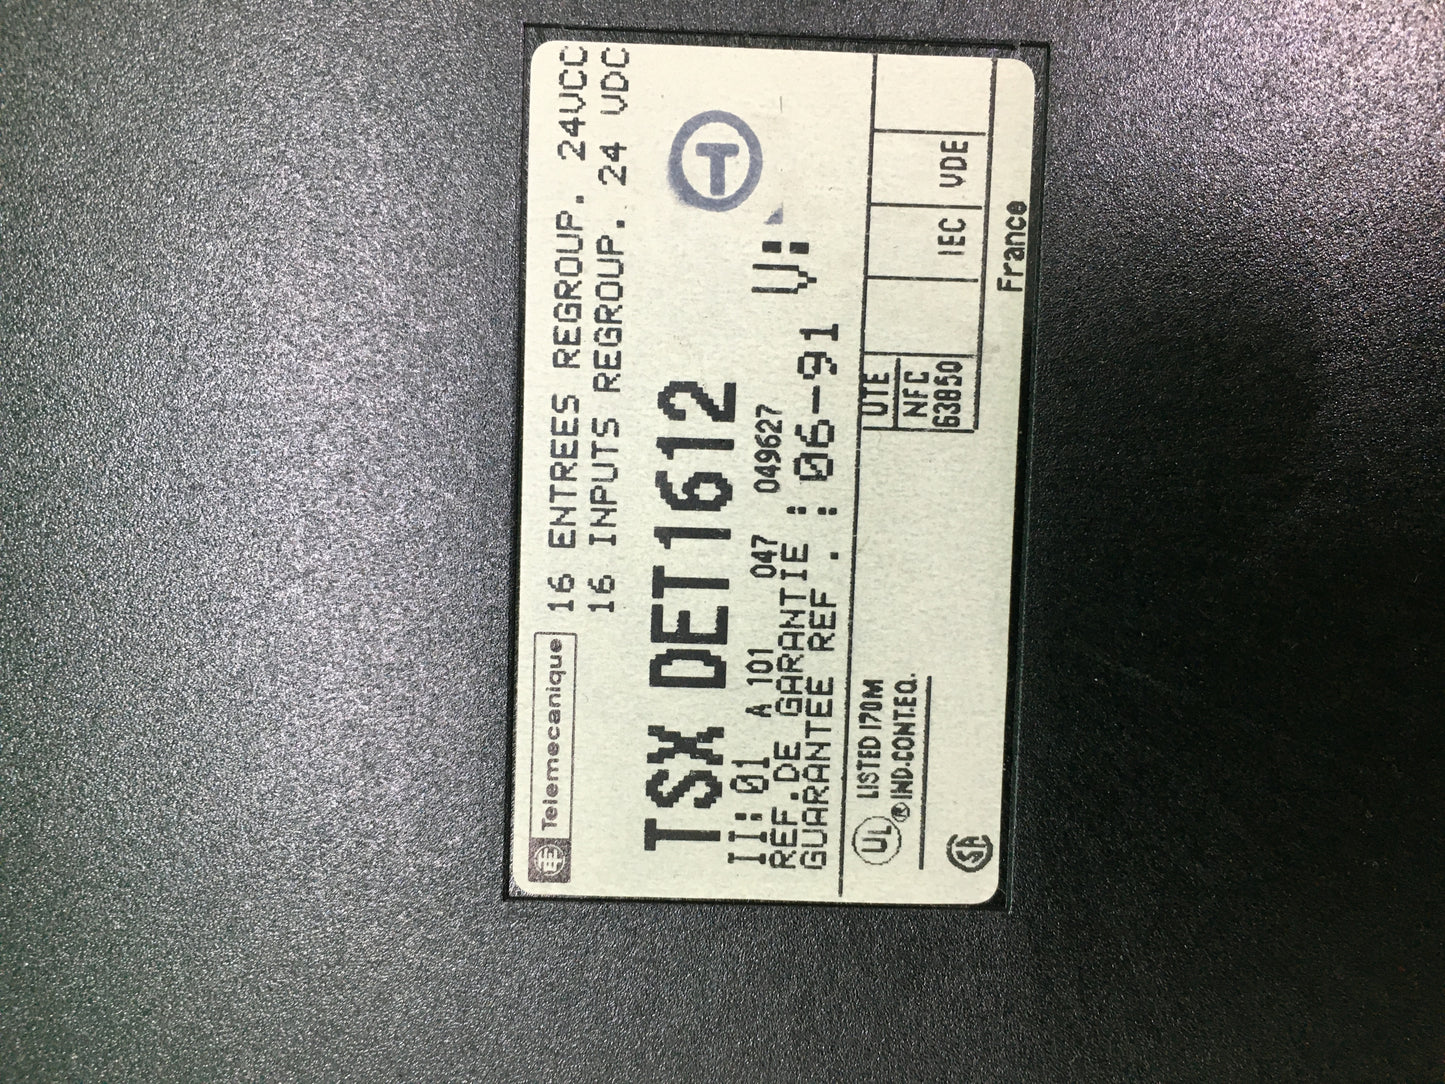 Telemecanique
16 ENTREES REGROUP. 24VCC
16 INPUTS REGROUP. 24 VDC
TSX DET1612
T
II:01 A 101 047 049627 V:
REF.DE GARANTIE :
GUARANTEE REF . : 06-91
UL LISTED 170M
® IND.CONT.EQ.
SA
UTE
NFC
63850
IEC
VDE
France